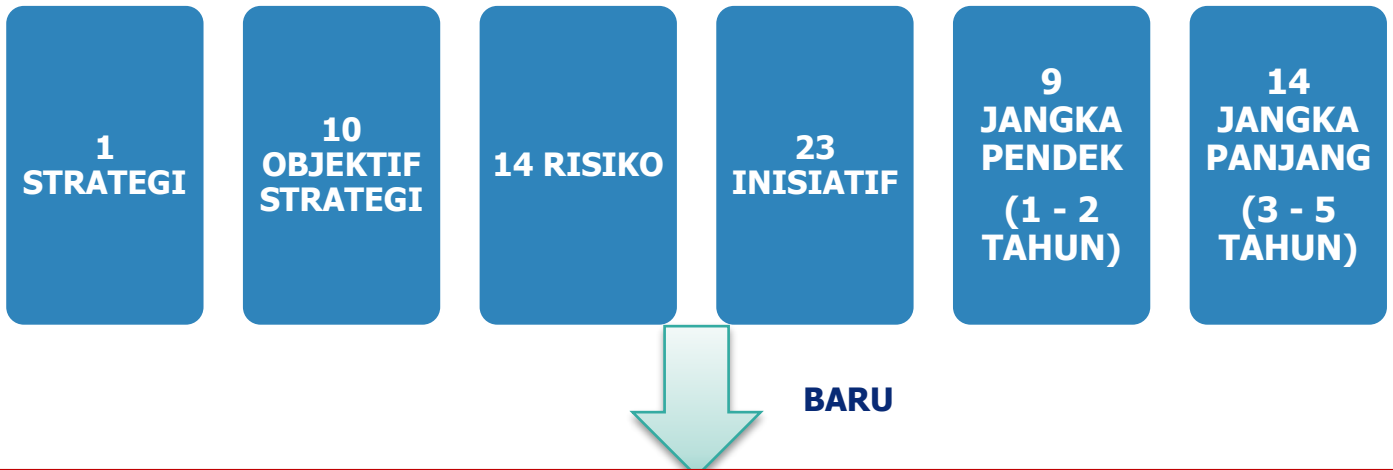 1
STRATEGI
10
OBJEKTIF
STRATEGI
14 RISIKO
23
INISIATIF
9
JANGKA
PENDEK
(1 - 2
TAHUN)
14
JANGKA
PANJANG
(3 - 5
TAHUN)
BARU